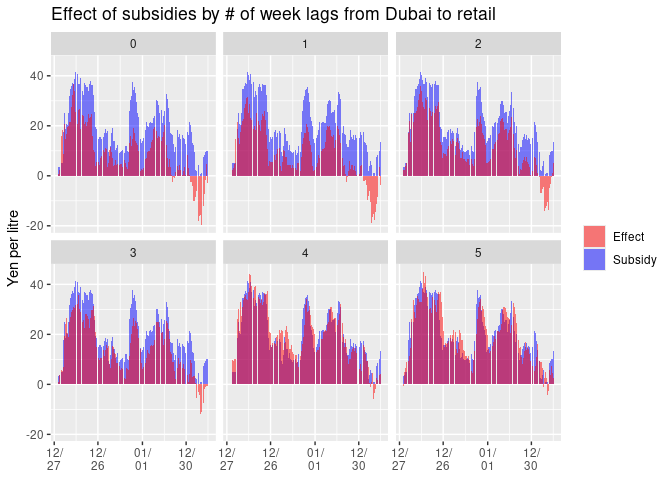 Effect of subsidies by # of week lags from Dubai to retail
0 1 2
40
20
0
-20
3 4 5
40
20
0
-20
12/ 12/ 01/ 12/ 12/ 12/ 01/ 12/ 12/ 12/ 01/ 12/
27 26 01 30 27 26 01 30 27 26 01 30
Yen per litre
Effect
Subsidy